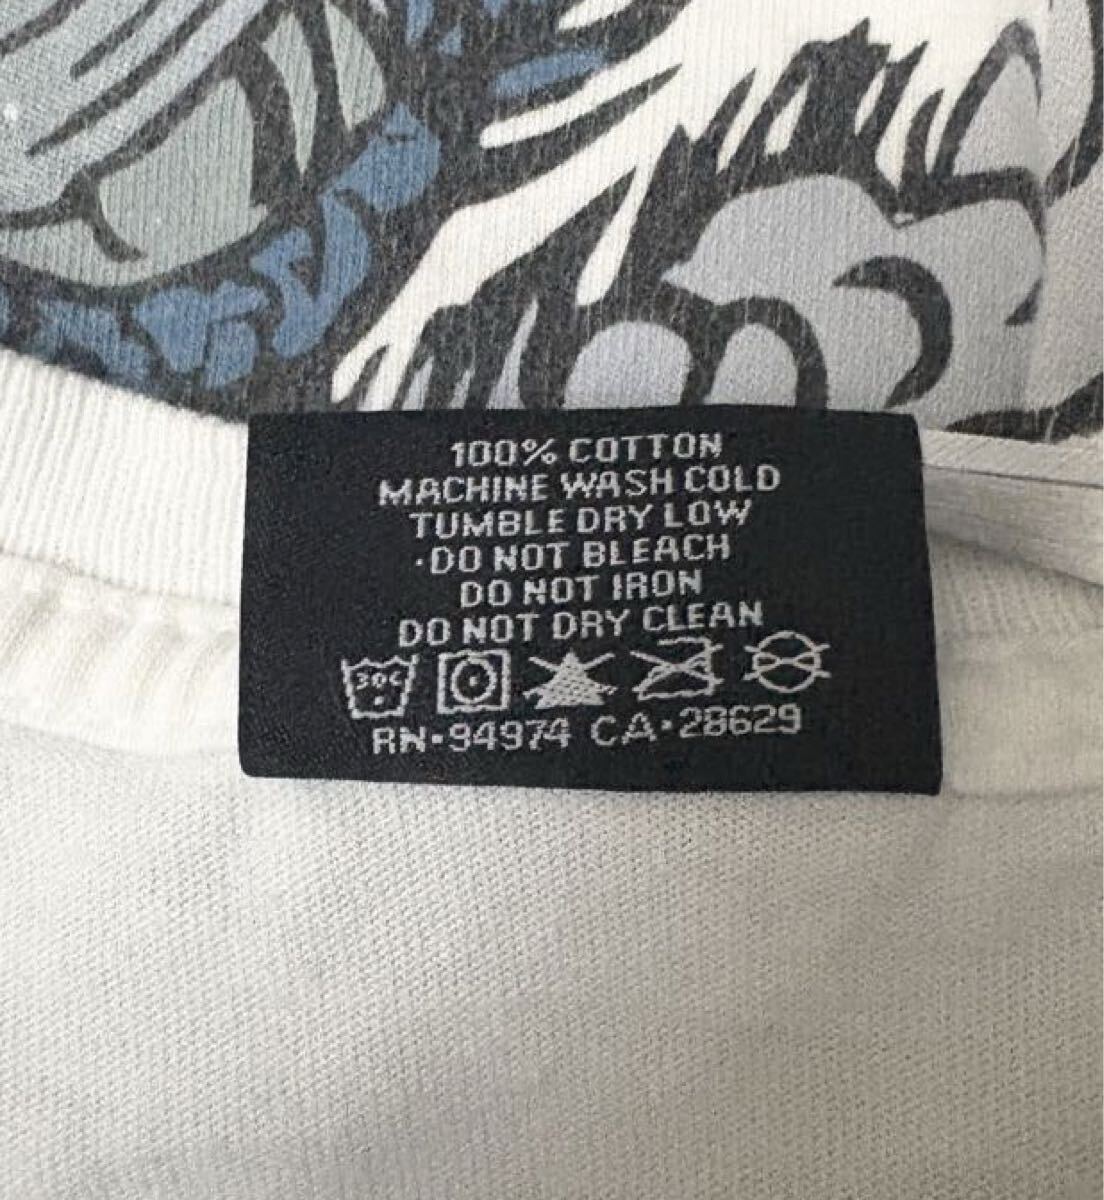 100% COTTON
MACHINE WASH COLD
TUMBLE DRY LOW
·DO NOT BLEACH
DO NOT IRON
DO NOT DRY CLEAN
30C
RN·94974 CA·28629